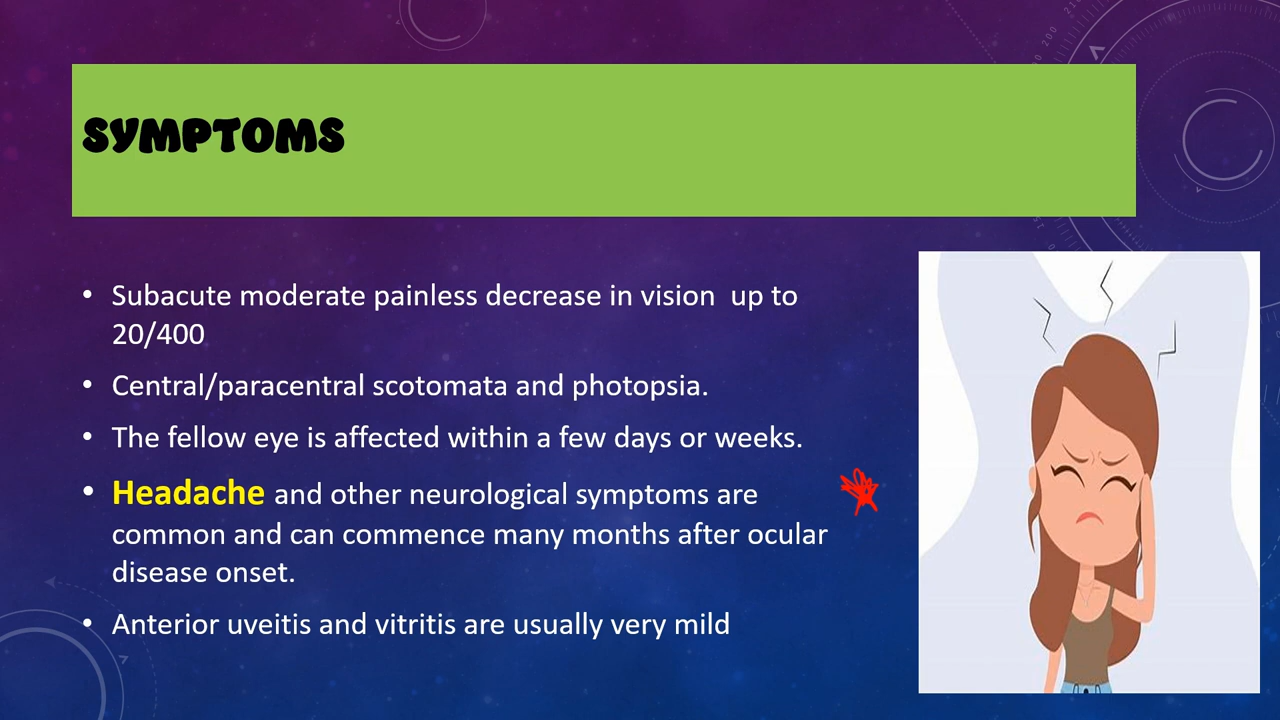 SYMPTOMS
• Subacute moderate painless decrease in vision  up to
20/400
• Central/paracentral scotomata and photopsia.
• The fellow eye is affected within a few days or weeks.
• Headache and other neurological symptoms are
common and can commence many months after ocular
disease onset.
• Anterior uveitis and vitritis are usually very mild